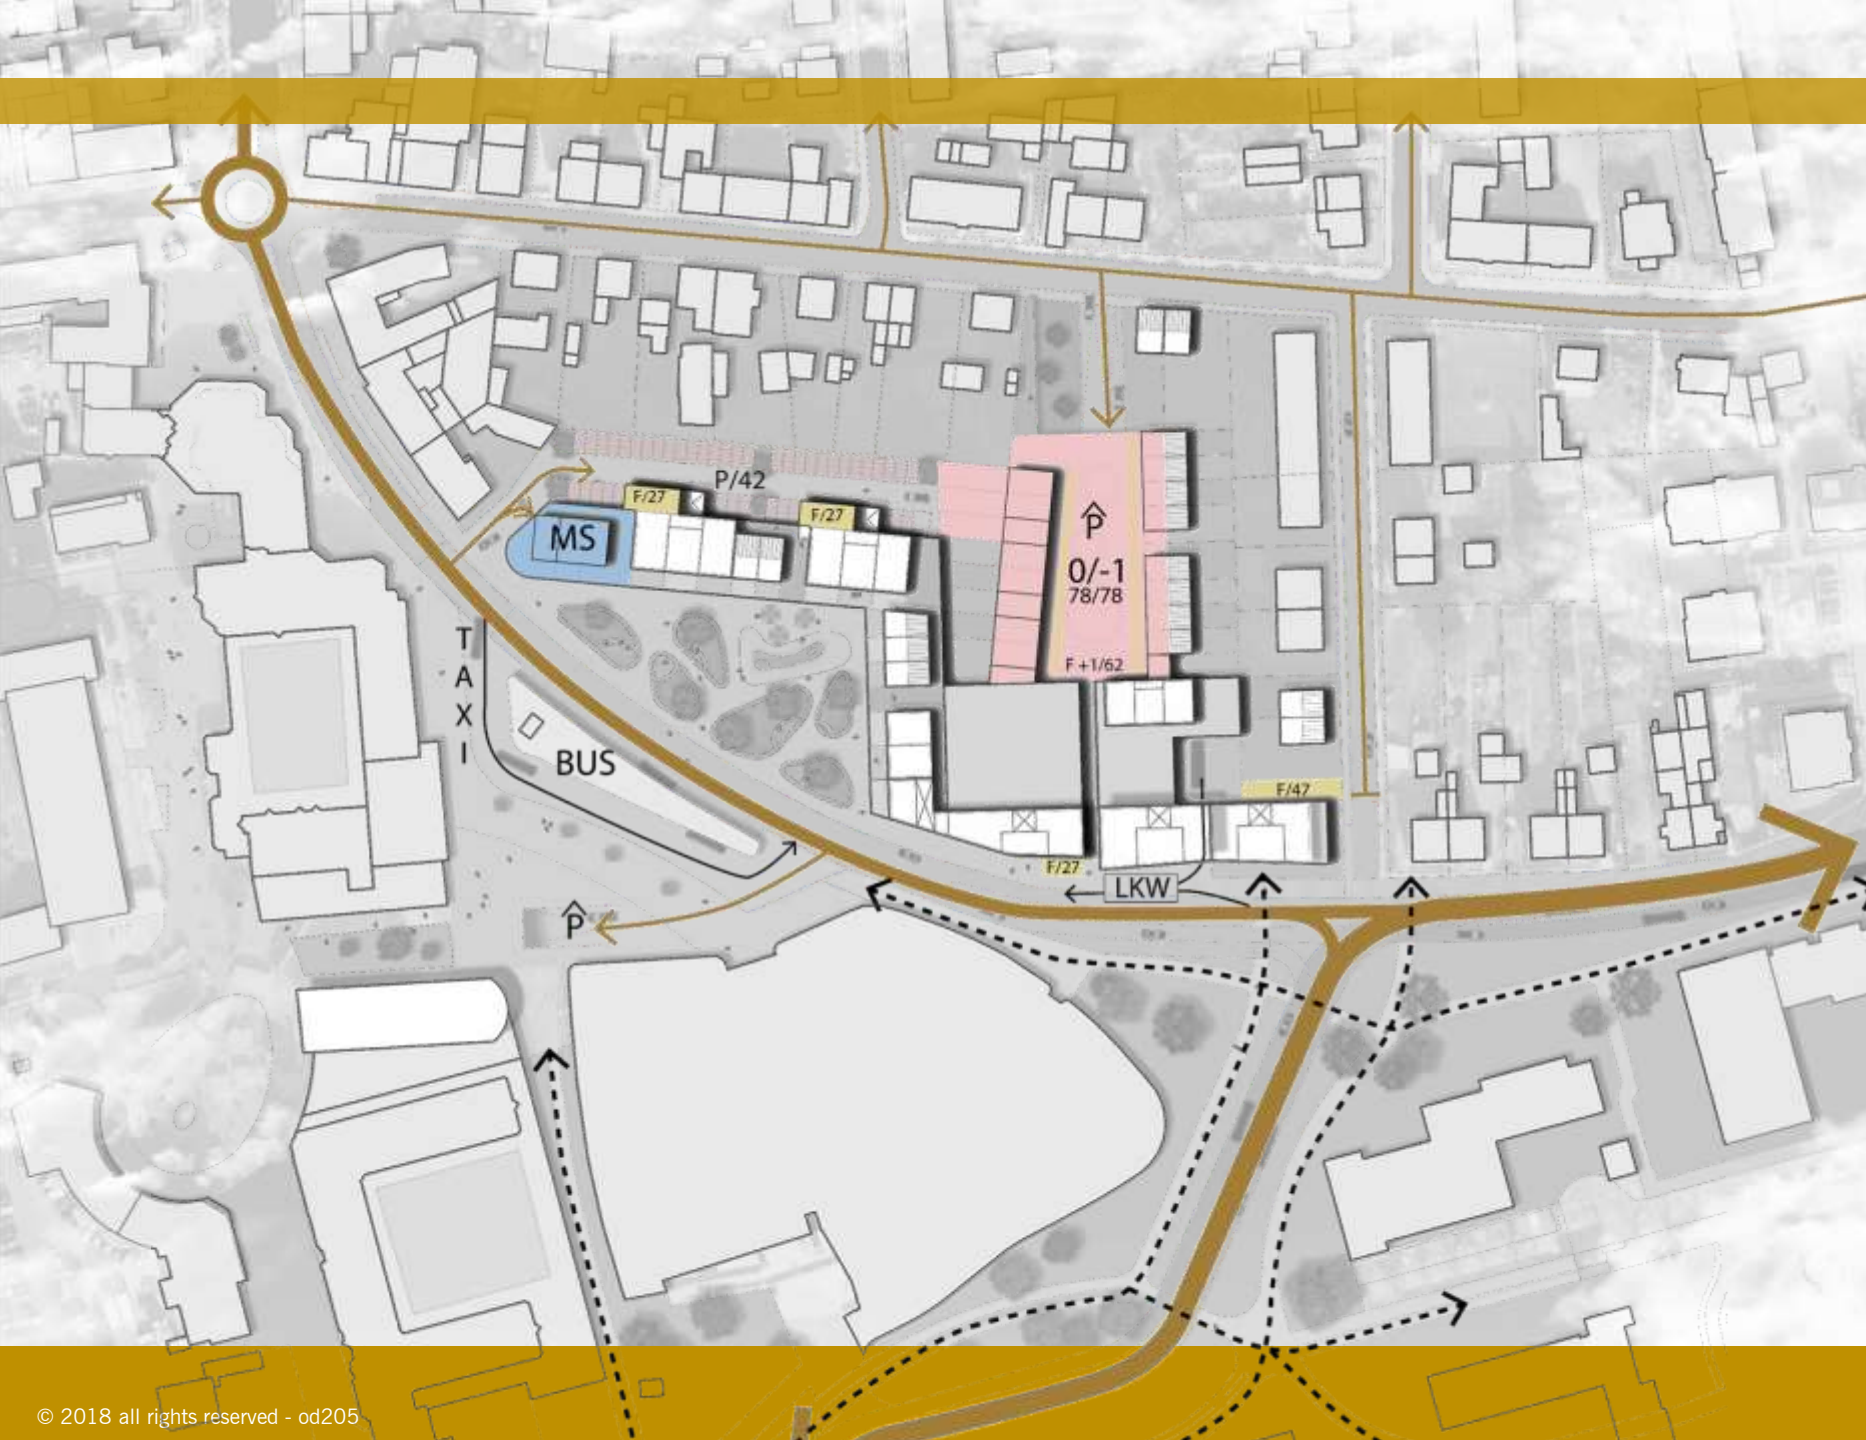 P/42
F/27
F/27
MS
P
0/-1
78/78
F +1/62
TAXI
BUS
F/47
F/27
LKW
P
© 2018 all rights reserved - od205